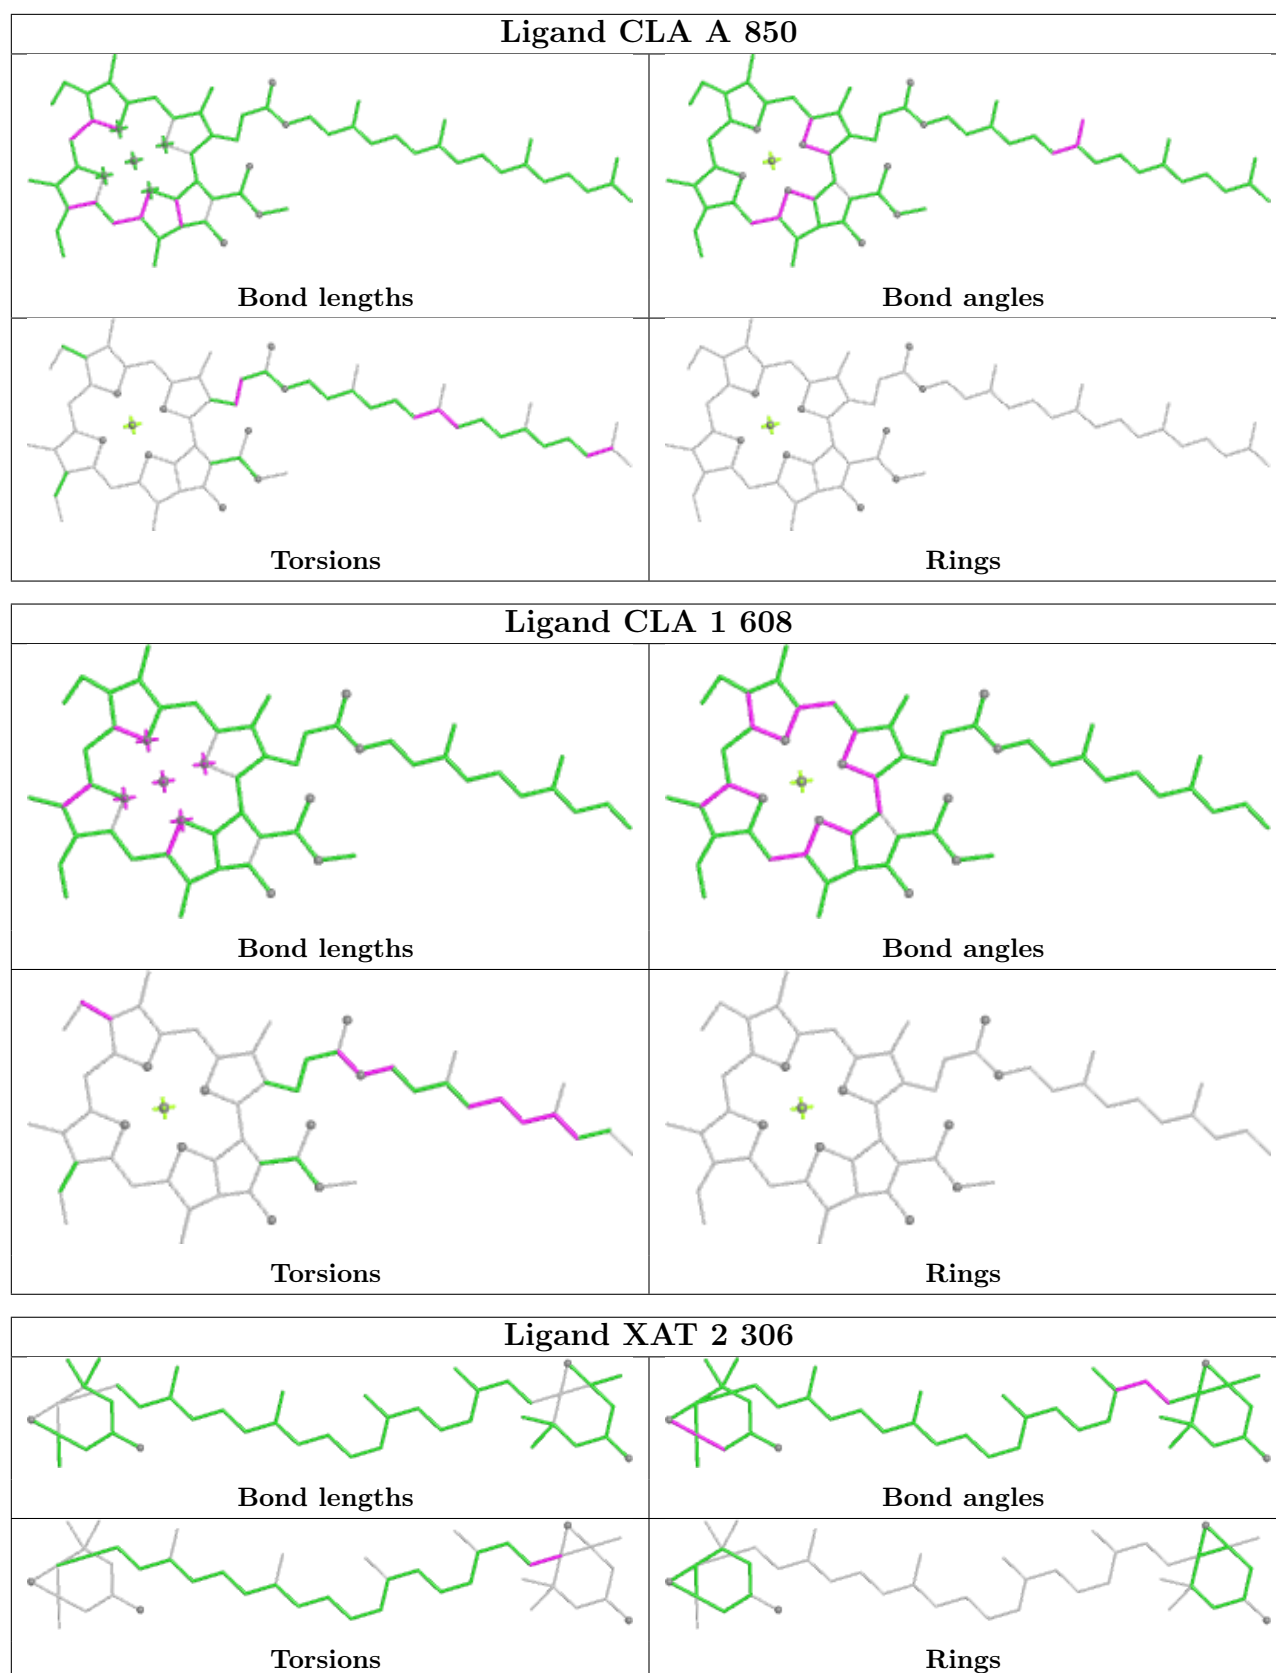 Ligand CLA A 850
Bond lengths
Bond angles
Torsions
Rings
Ligand CLA 1 608
Bond lengths
Bond angles
Torsions
Rings
Ligand XAT 2 306
Bond lengths
Bond angles
Torsions
Rings